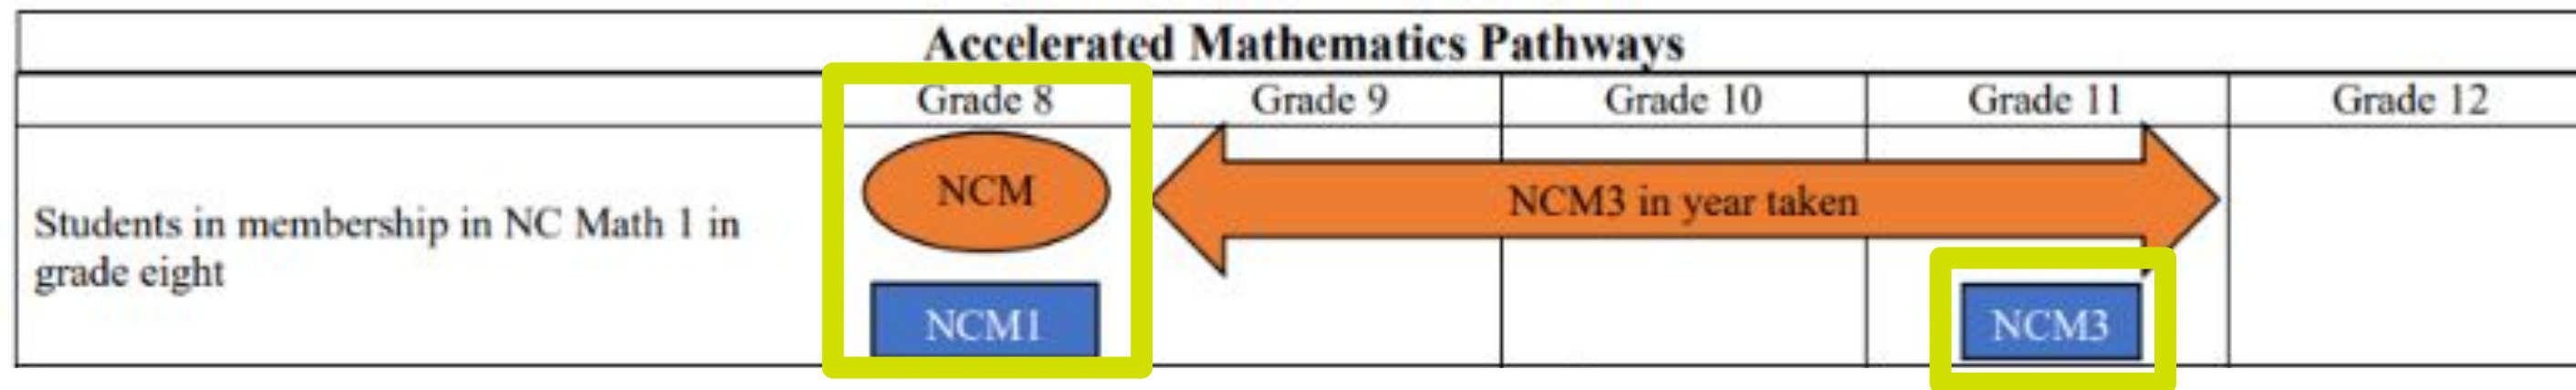 Accelerated Mathematics Pathways
Grade 8 Grade 9 Grade 10 Grade 11 Grade 12
NCM
NCM3 in year taken
Students in membership in NC Math 1 in
grade eight
NCM1
NCM3